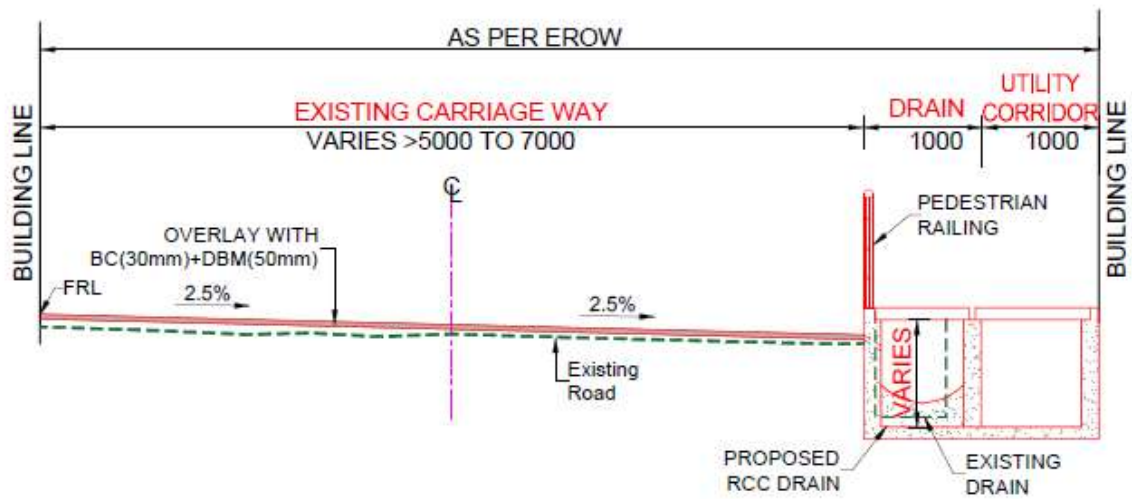 AS PER EROW
BUILDING LINE
EXISTING CARRIAGE WAY
VARIES >5000 TO 7000
DRAIN
1000
UTILITY
CORRIDOR
1000
BUILDING LINE
℄
PEDESTRIAN
RAILING
OVERLAY WITH
BC(30mm)+DBM(50mm)
FRL
2.5%
2.5%
Existing
Road
VARIES
PROPOSED
RCC DRAIN
EXISTING
DRAIN